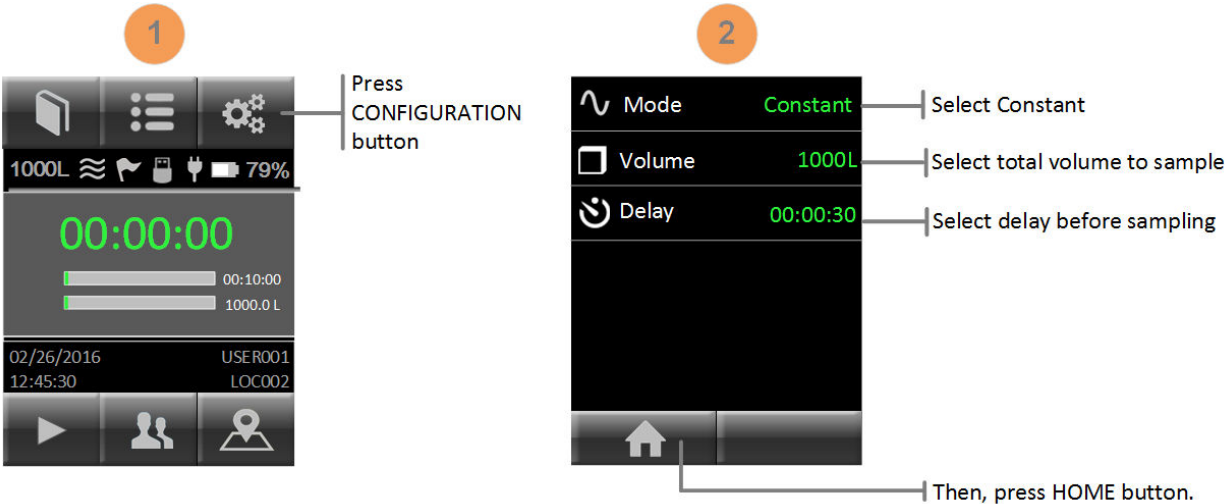 1
2
Press
CONFIGURATION
button
1000L 79%
00:00:00
00:10:00
1000.0 L
02/26/2016 USER001
12:45:30 LOC002
Mode Constant
Select Constant
Volume 1000L
Select total volume to sample
Delay 00:00:30
Select delay before sampling
Then, press HOME button.